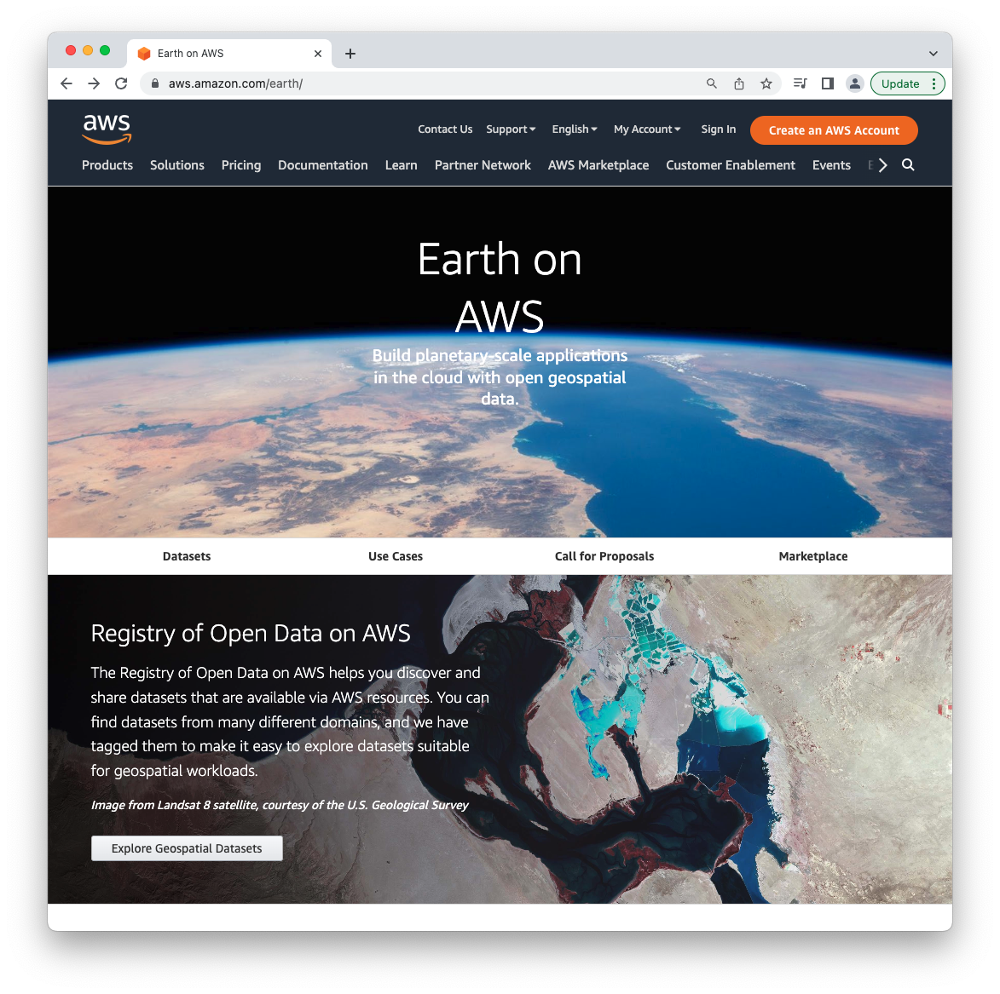 Earth on AWS
aws.amazon.com/earth/
Update
aws
Contact Us Support English My Account Sign In Create an AWS Account
Products Solutions Pricing Documentation Learn Partner Network AWS Marketplace Customer Enablement Events
Earth on
AWS
Build planetary-scale applications
in the cloud with open geospatial
data.
Datasets Use Cases Call for Proposals Marketplace
Registry of Open Data on AWS
The Registry of Open Data on AWS helps you discover and
share datasets that are available via AWS resources. You can
find datasets from many different domains, and we have
tagged them to make it easy to explore datasets suitable
for geospatial workloads.
Image from Landsat 8 satellite, courtesy of the U.S. Geological Survey
Explore Geospatial Datasets